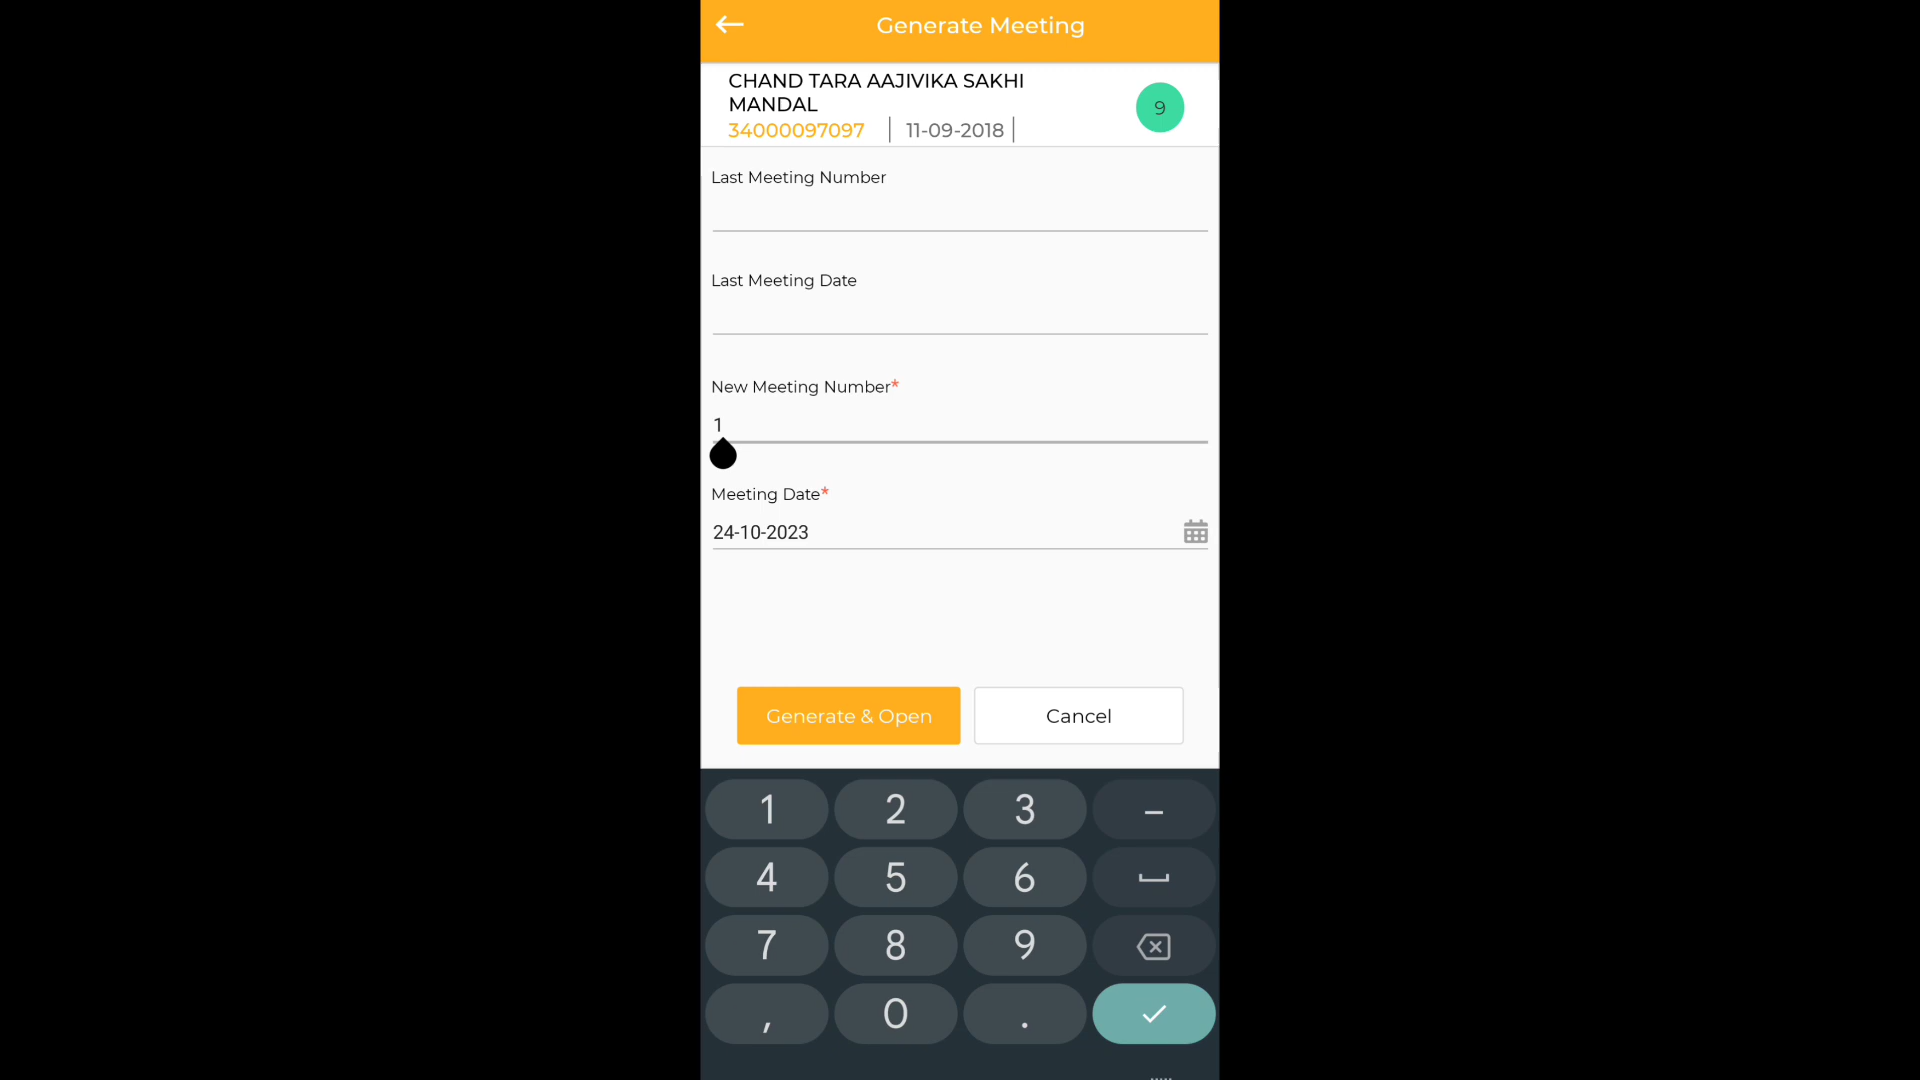 Generate Meeting
CHAND TARA AAJIVIKA SAKHI
MANDAL
9
34000097097 | 11-09-2018 |
Last Meeting Number
Last Meeting Date
New Meeting Number*
1
Meeting Date*
24-10-2023
Generate & Open Cancel
1 2 3 –
4 5 6
7 8 9
, 0 .